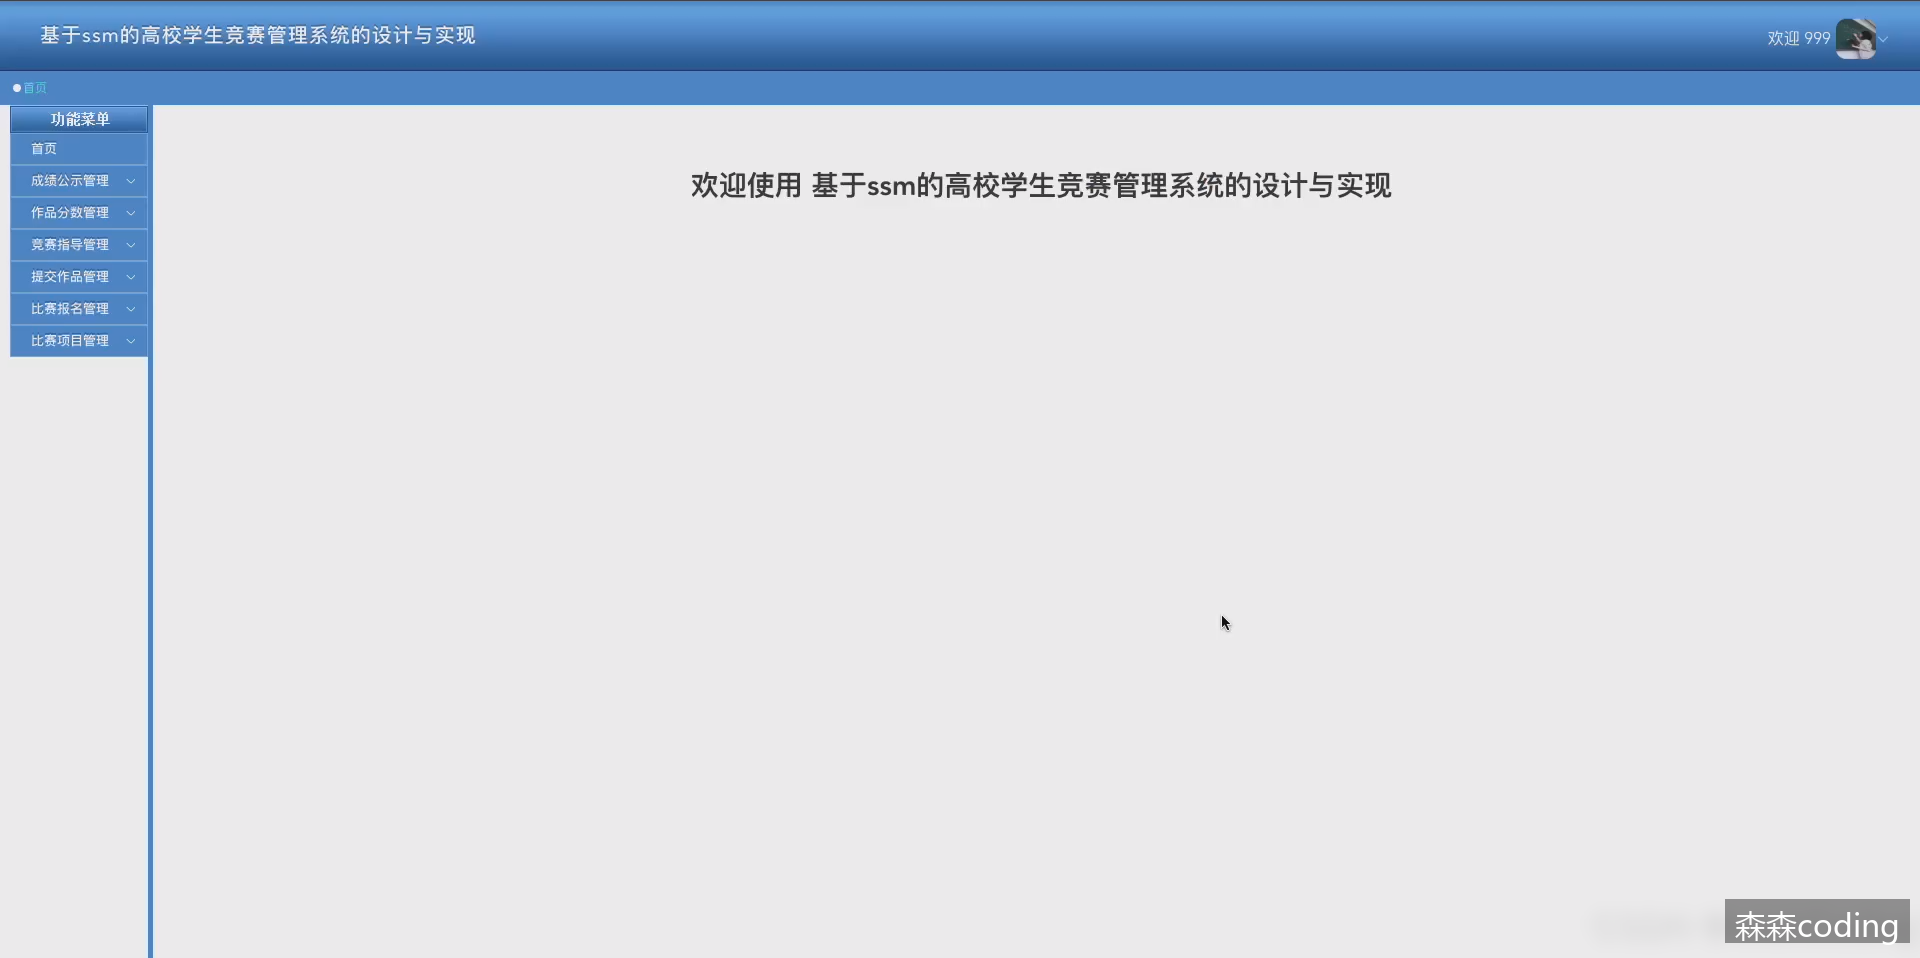 基于ssm的高校学生竞赛管理系统的设计与实现
欢迎 999
首页
功能菜单
首页
成绩公示管理
作品分数管理
竞赛指导管理
提交作品管理
比赛报名管理
比赛项目管理
欢迎使用 基于ssm的高校学生竞赛管理系统的设计与实现
森森coding